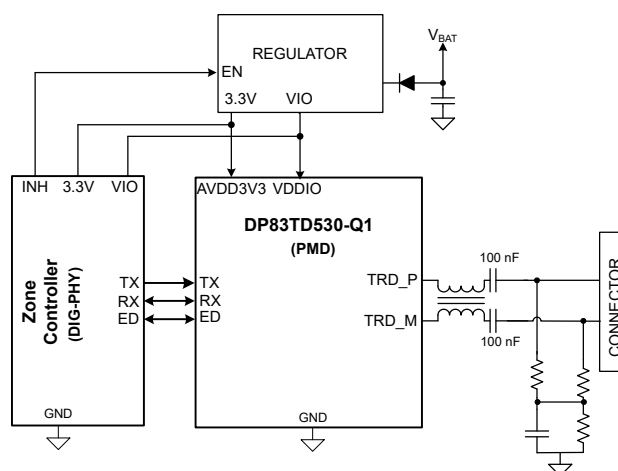 REGULATOR
V_BAT
EN
3.3V VIO
INH 3.3V VIO
AVDD3V3 VDDIO
DP83TD530-Q1
(PMD)
Zone
Controller
(DIG-PHY)
TX
RX
ED
TX
RX
ED
TRD_P
TRD_M
100 nF
100 nF
CONNECTOR
GND
GND